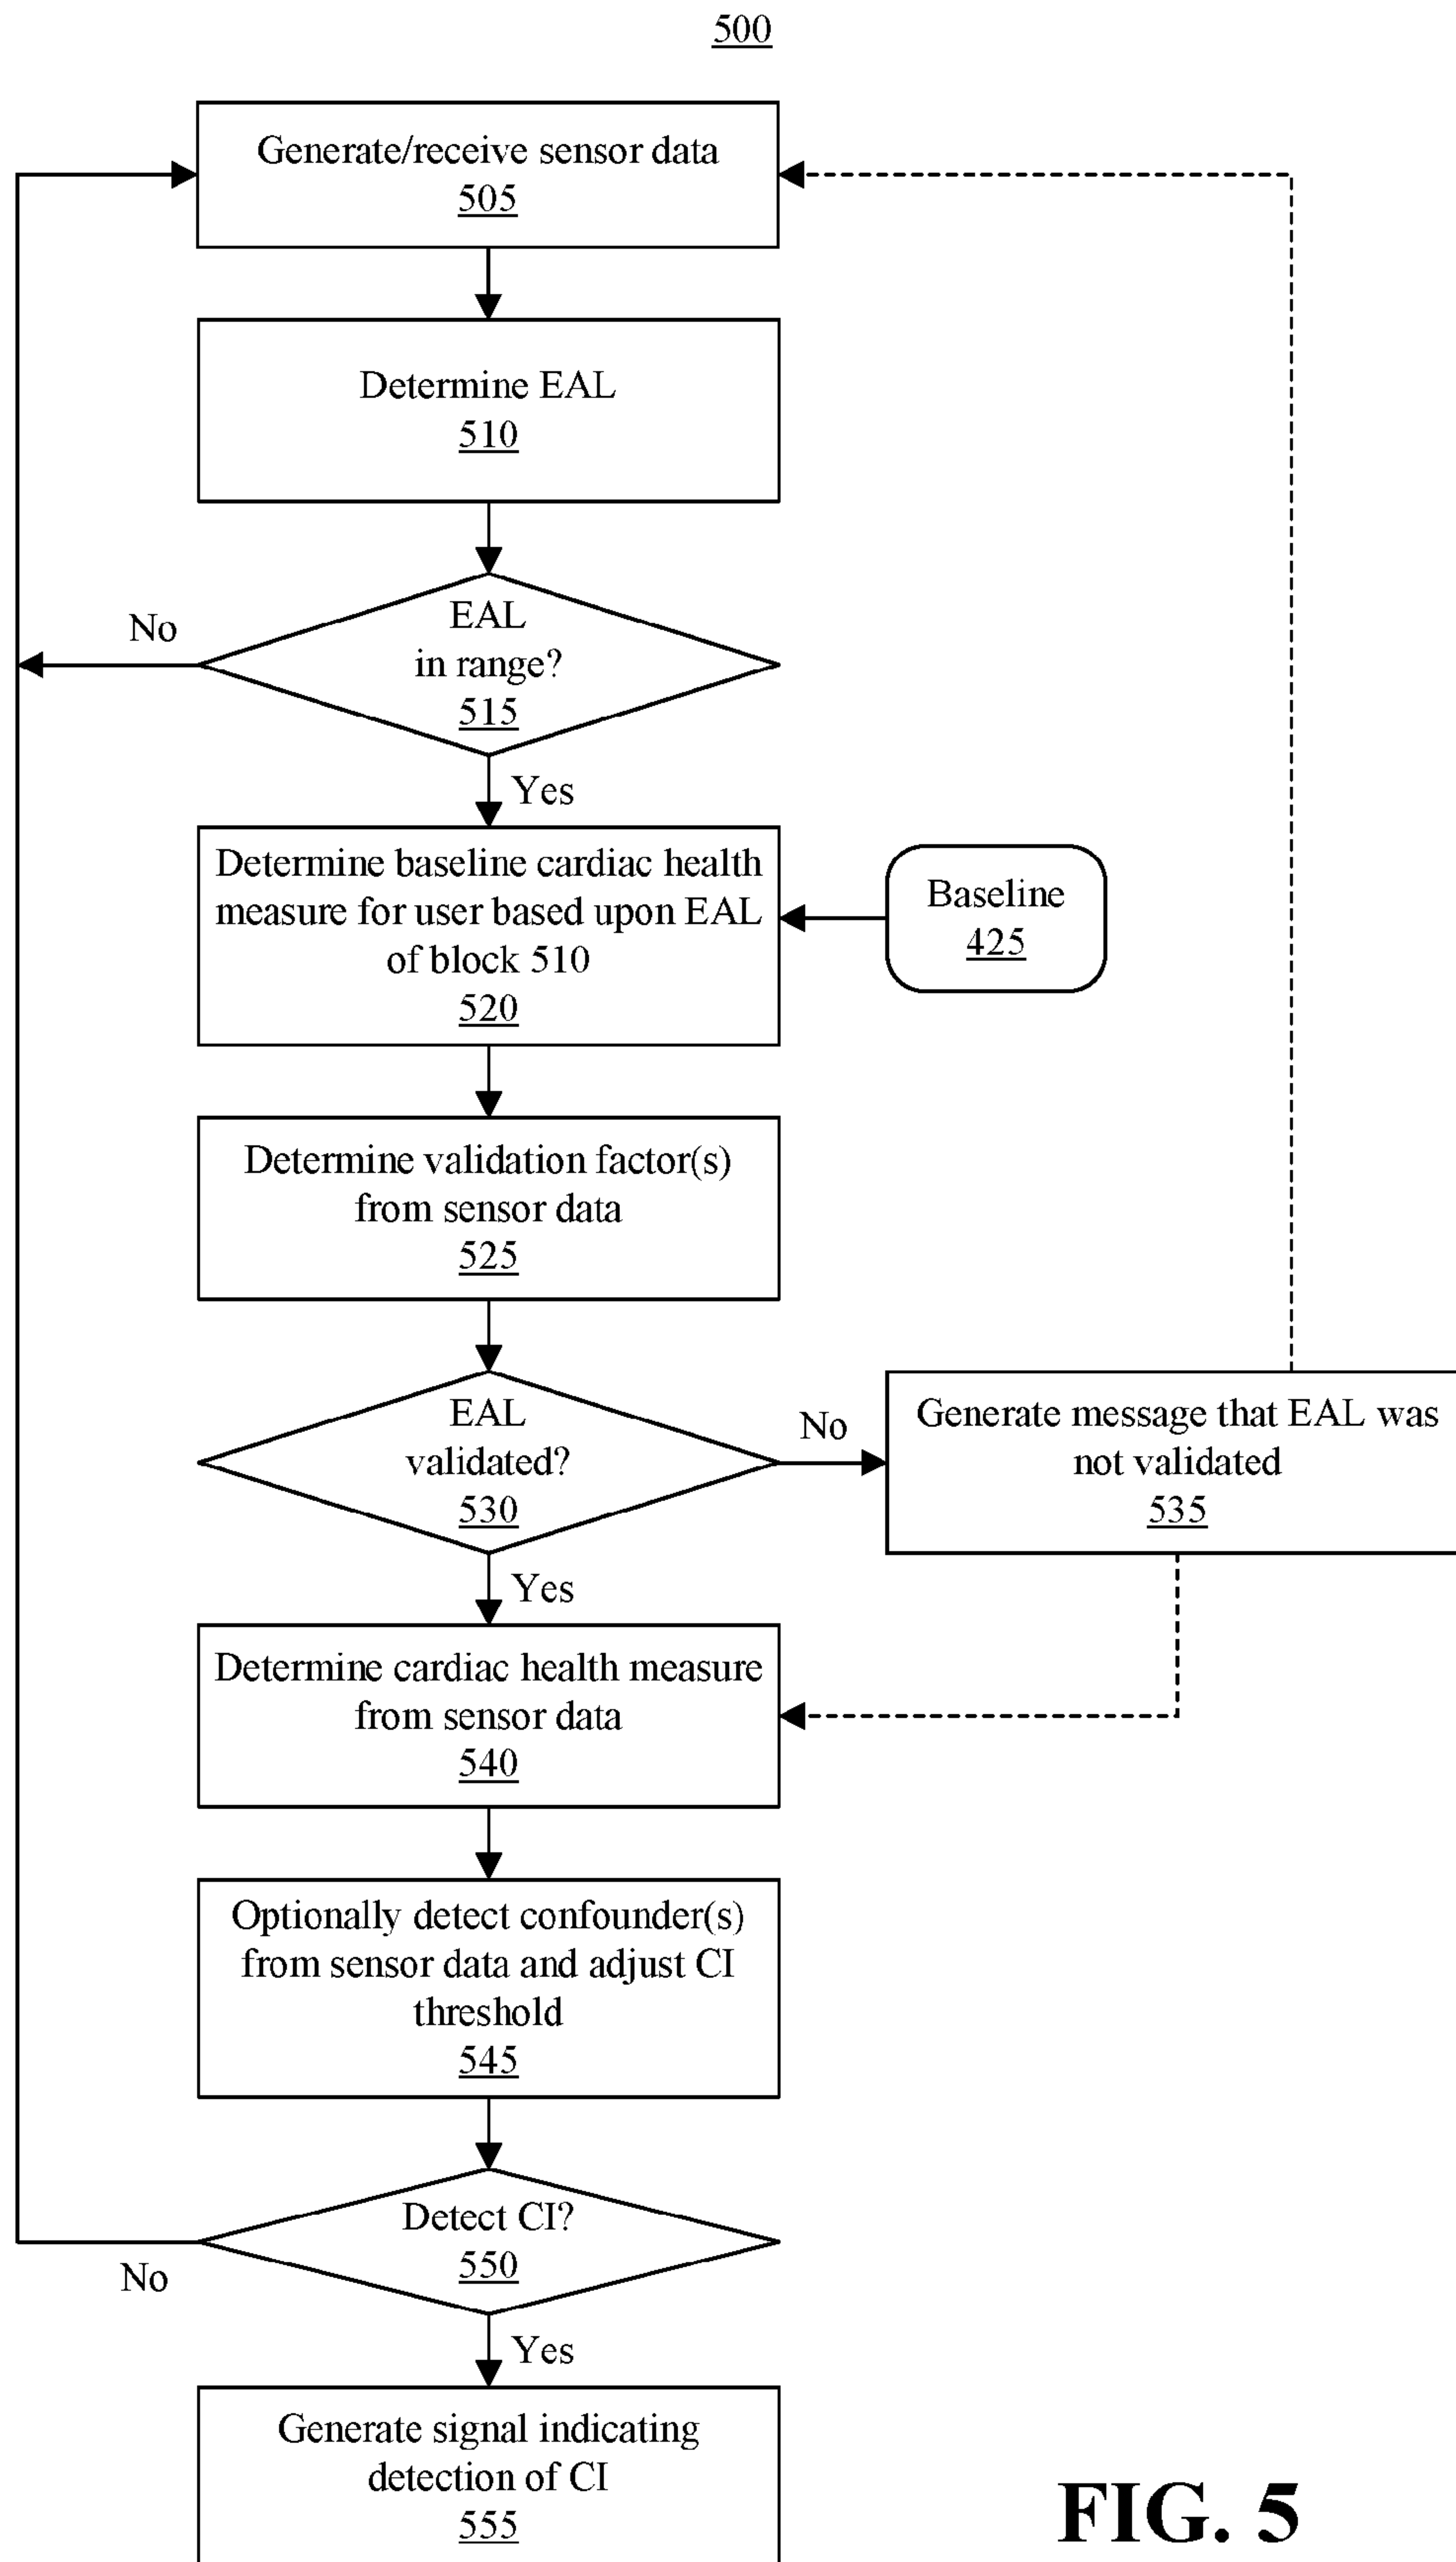 500
Generate/receive sensor data
505
Determine EAL
510
EAL
in range?
515
No
Yes
Determine baseline cardiac health
measure for user based upon EAL
of block 510
520
Baseline
425
Determine validation factor(s)
from sensor data
525
EAL
validated?
530
No
Generate message that EAL was
not validated
535
Yes
Determine cardiac health measure
from sensor data
540
Optionally detect confounder(s)
from sensor data and adjust CI
threshold
545
Detect CI?
550
No
Yes
Generate signal indicating
detection of CI
555
FIG. 5